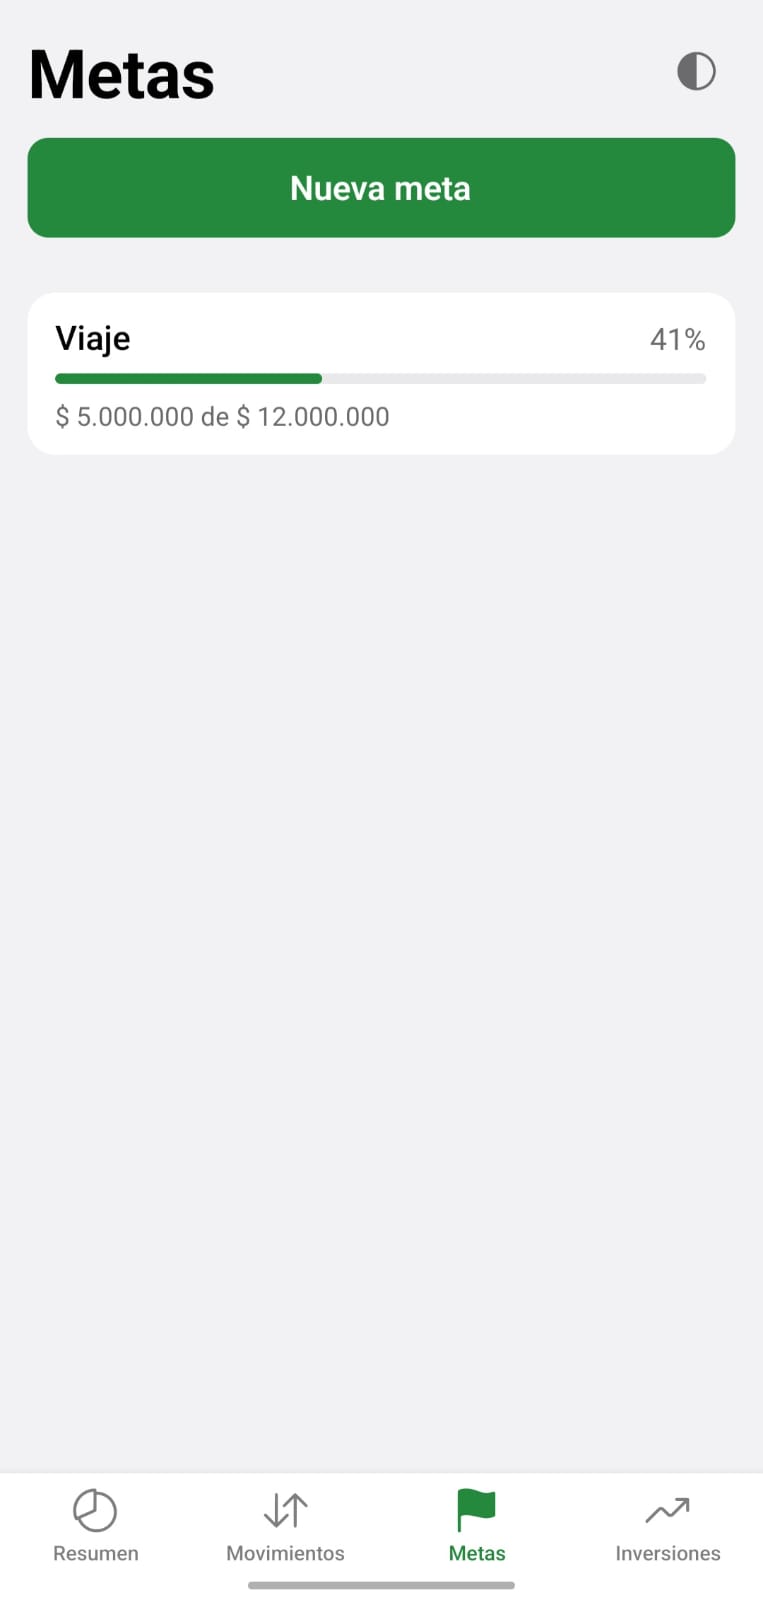 Metas
Nueva meta
Viaje 41%
$ 5.000.000 de $ 12.000.000
Resumen Movimientos Metas Inversiones